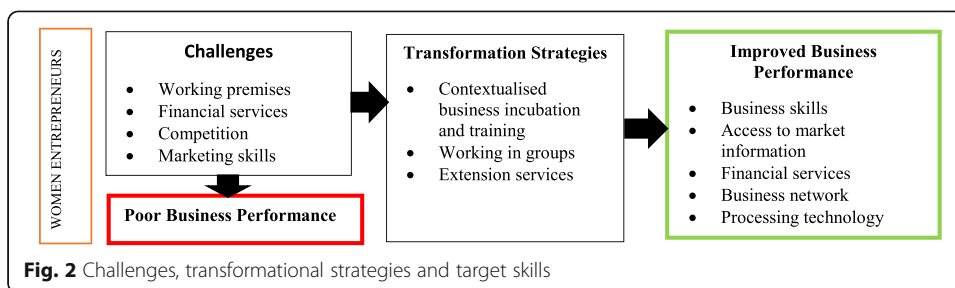 WOMEN ENTREPRENEURS
Challenges
• Working premises
• Financial services
• Competition
• Marketing skills
Poor Business Performance
Transformation Strategies
• Contextualised
business incubation
and training
• Working in groups
• Extension services
Improved Business
Performance
• Business skills
• Access to market
information
• Financial services
• Business network
• Processing technology
Fig. 2 Challenges, transformational strategies and target skills